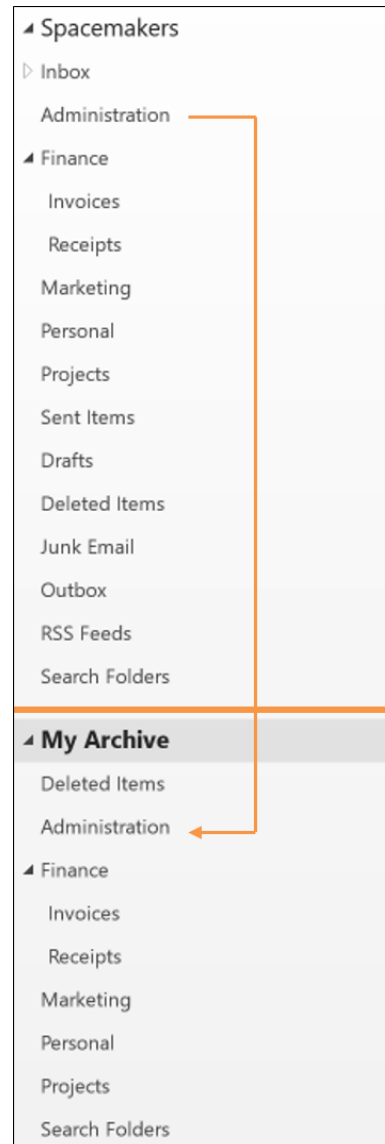 Spacemakers
Inbox
Administration
Finance
Invoices
Receipts
Marketing
Personal
Projects
Sent Items
Drafts
Deleted Items
Junk Email
Outbox
RSS Feeds
Search Folders
My Archive
Deleted Items
Administration
Finance
Invoices
Receipts
Marketing
Personal
Projects
Search Folders